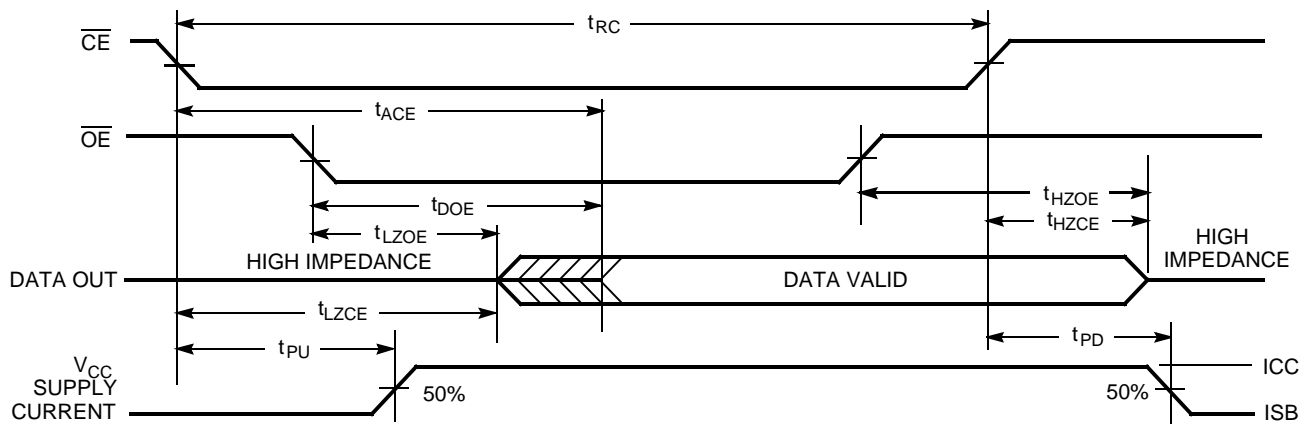 tRC
CE
tACE
OE
tDOE
tHZOE
tLZOE
tHZCE
HIGH IMPEDANCE
HIGH
IMPEDANCE
DATA OUT
DATA VALID
tLZCE
tPU
tPD
VCC
SUPPLY
CURRENT
50%
50%
ICC
ISB